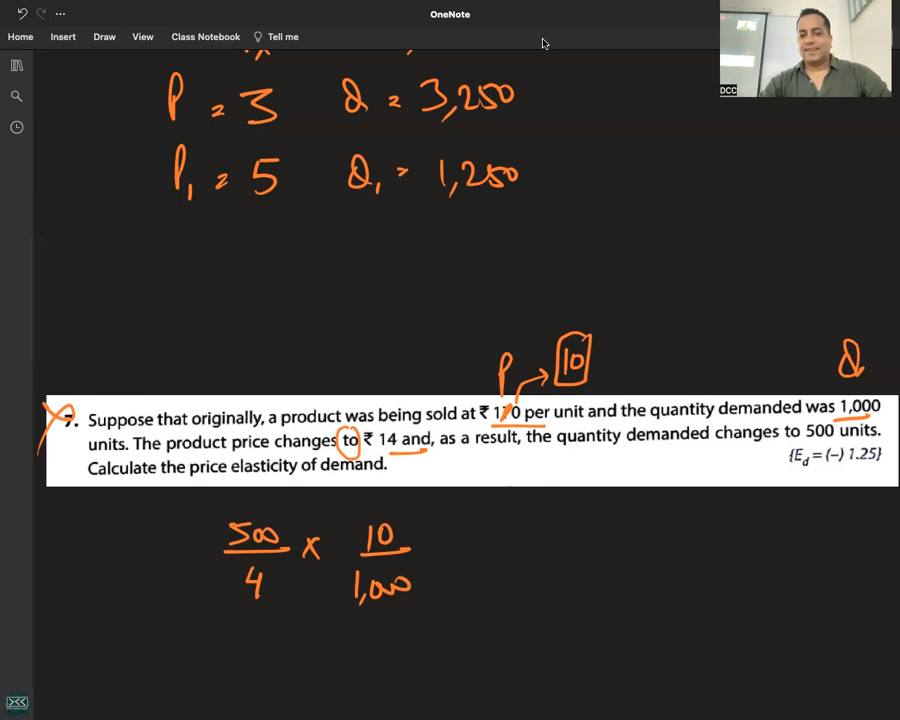 OneNote
Home Insert Draw View Class Notebook Tell me
DCC
P = 3 Q = 3,250
P1 = 5 Q1 = 1,250
P 10 Q
7. Suppose that originally, a product was being sold at ₹ per unit and the quantity demanded was 1,000
units. The product price changes to ₹ 14 and, as a result, the quantity demanded changes to 500 units.
Calculate the price elasticity of demand. {Ed = (–) 1.25}
500 10
— x —
4 1,000